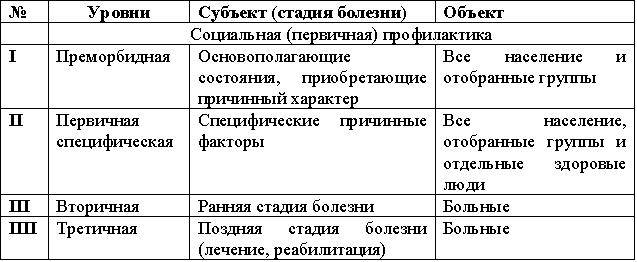 № Уровни Субъект (стадия болезни) Объект
Социальная (первичная) профилактика
I Преморбидная Основополагающие состояния, приобретающие причинный характер Все население и отобранные группы
II Первичная специфическая Специфические причинные факторы Все население, отобранные группы и отдельные здоровые люди
III Вторичная Ранняя стадия болезни Больные
ПП Третичная Поздняя стадия болезни (лечение, реабилитация) Больные